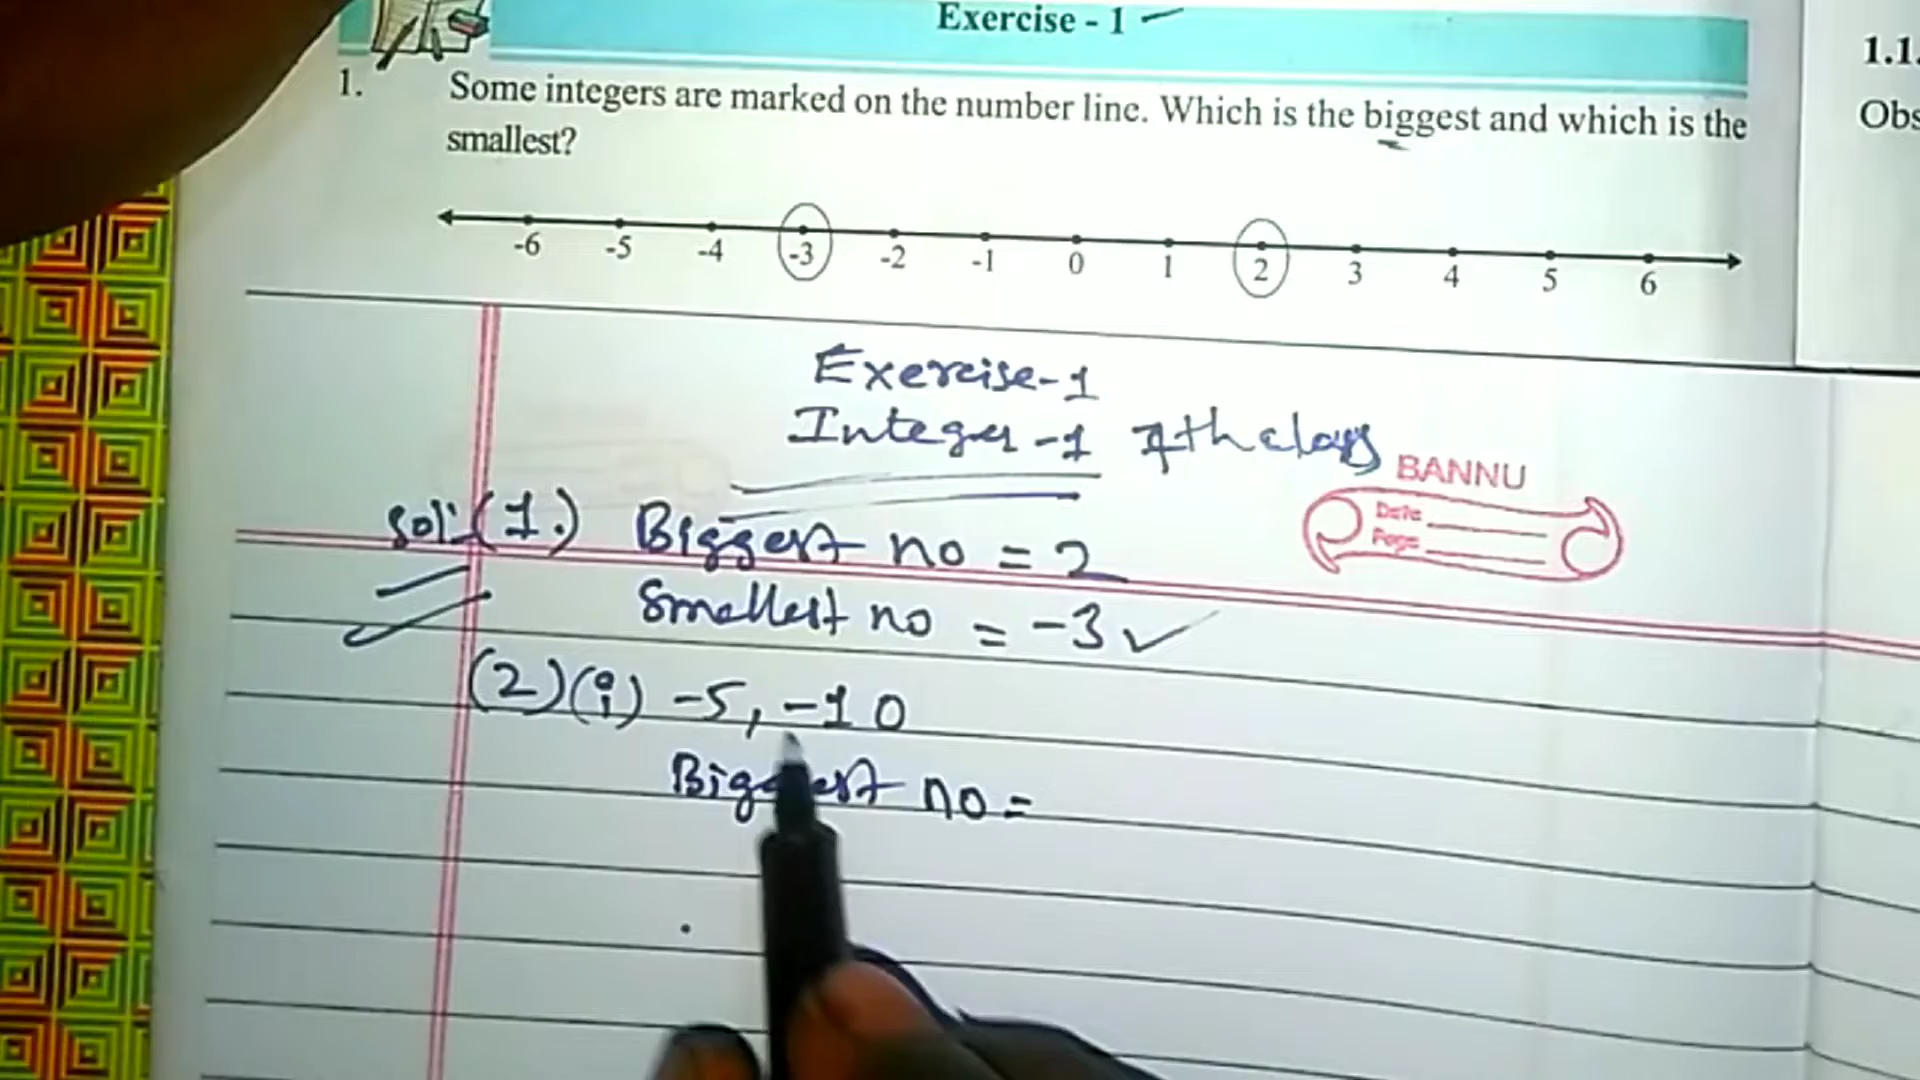 Exercise - 1
1. Some integers are marked on the number line. Which is the biggest and which is the
smallest?
-6 -5 -4 -3 -2 -1 0 1 2 3 4 5 6
1.1.
Obs
Exercise-1
Integer-1 7th class
BANNU
Date
Page
Sol:(1.) Biggest no = 2
Smallest no = -3 ✓
(2)(i) -5, -10
Biggest no =